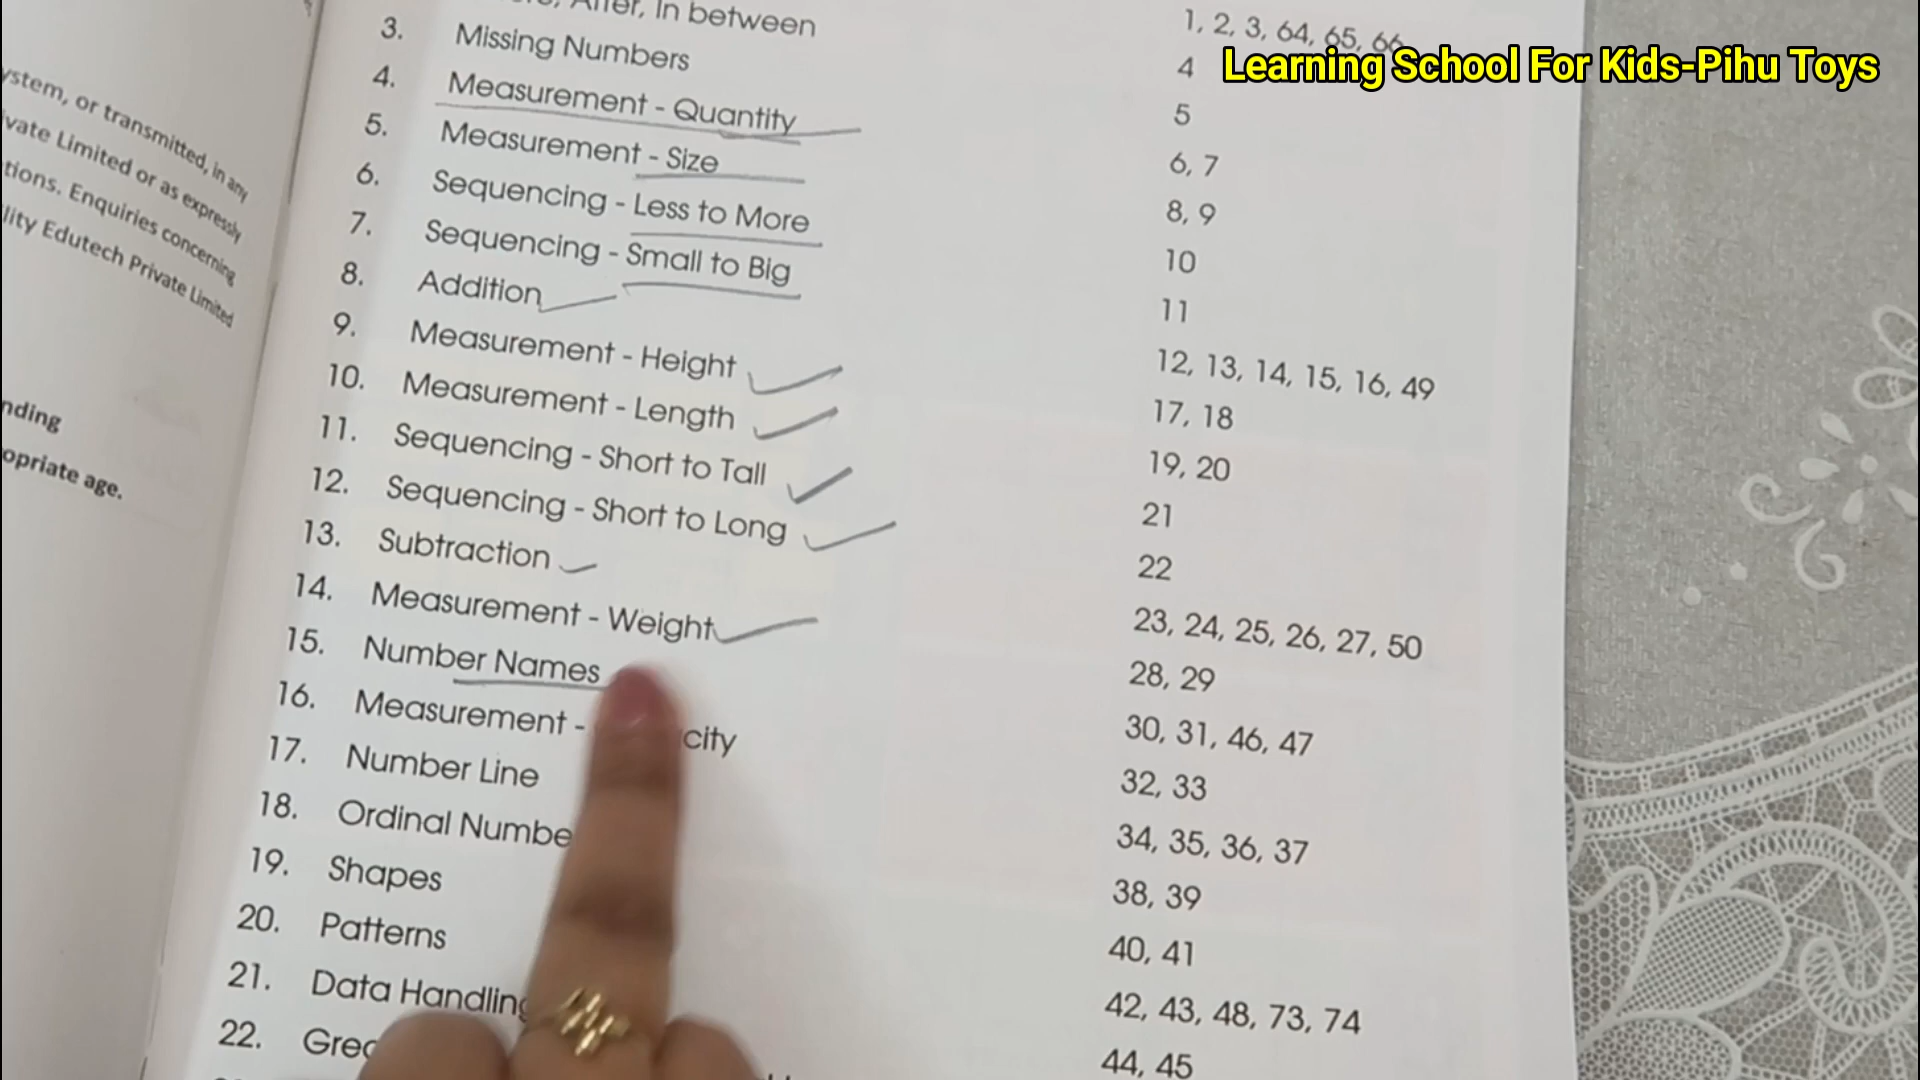 ystem, or transmitted, in any
ivate Limited or as expressly
tions. Enquiries concerning
lity Edutech Private Limited
nding
opriate age.
After, In between
3. Missing Numbers
4. Measurement - Quantity
5. Measurement - Size
6. Sequencing - Less to More
7. Sequencing - Small to Big
8. Addition
9. Measurement - Height
10. Measurement - Length
11. Sequencing - Short to Tall
12. Sequencing - Short to Long
13. Subtraction
14. Measurement - Weight
15. Number Names
16. Measurement - city
17. Number Line
18. Ordinal Numbe
19. Shapes
20. Patterns
21. Data Handling
22. Grea
1, 2, 3, 64, 65, 66
4
5
6, 7
8, 9
10
11
12, 13, 14, 15, 16, 49
17, 18
19, 20
21
22
23, 24, 25, 26, 27, 50
28, 29
30, 31, 46, 47
32, 33
34, 35, 36, 37
38, 39
40, 41
42, 43, 48, 73, 74
44, 45
Learning School For Kids-Pihu Toys